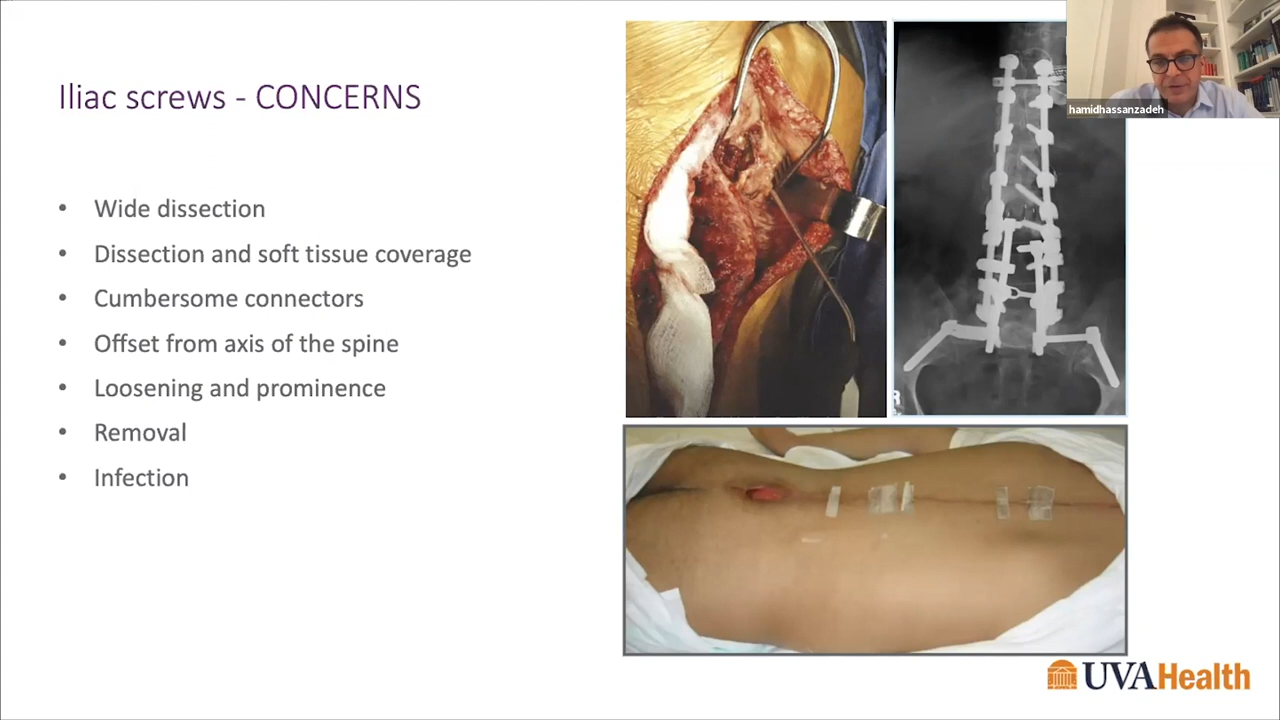 Iliac screws - CONCERNS
hamidhassanzadeh
• Wide dissection
• Dissection and soft tissue coverage
• Cumbersome connectors
• Offset from axis of the spine
• Loosening and prominence
• Removal
• Infection
R
UVAHealth